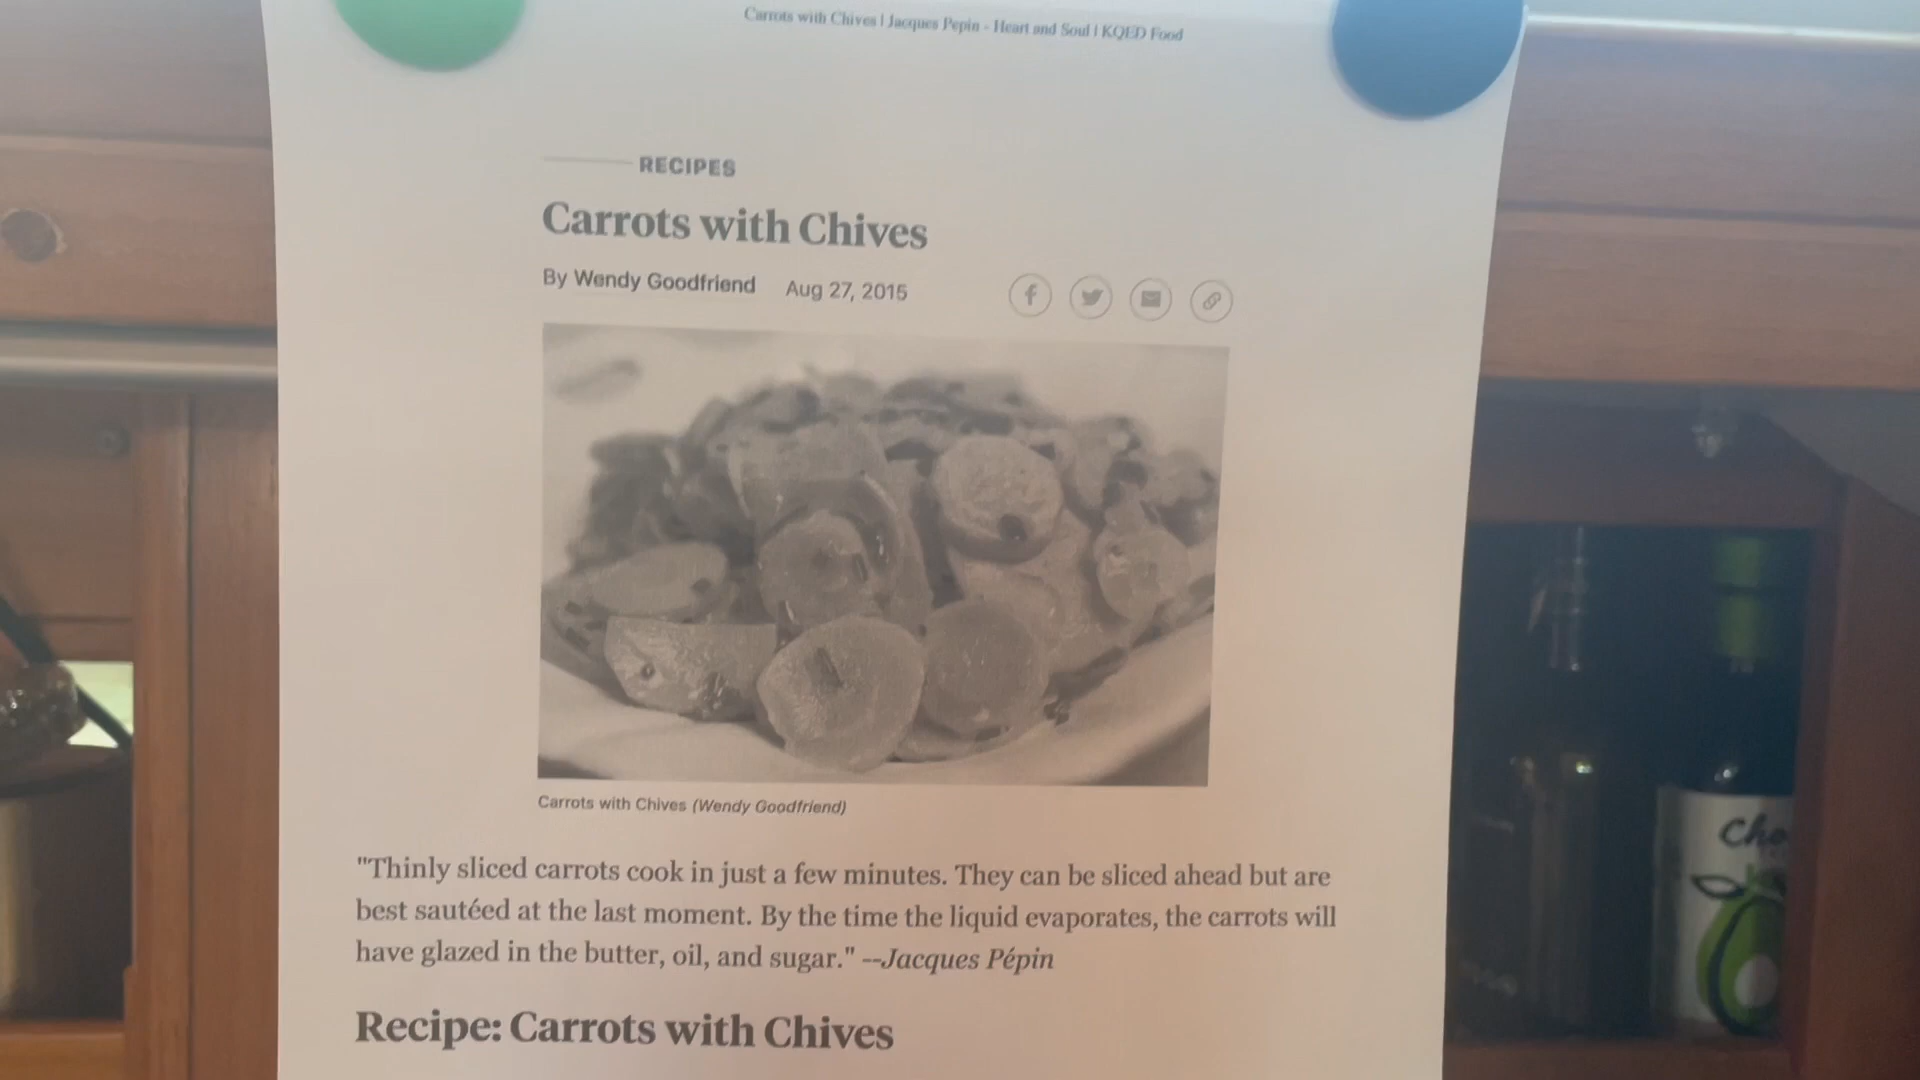 Carrots with Chives | Jacques Pepin - Heart and Soul | KQED Food
RECIPES
Carrots with Chives
By Wendy Goodfriend Aug 27, 2015
Carrots with Chives (Wendy Goodfriend)
"Thinly sliced carrots cook in just a few minutes. They can be sliced ahead but are
best sautéed at the last moment. By the time the liquid evaporates, the carrots will
have glazed in the butter, oil, and sugar." --Jacques Pépin
Recipe: Carrots with Chives